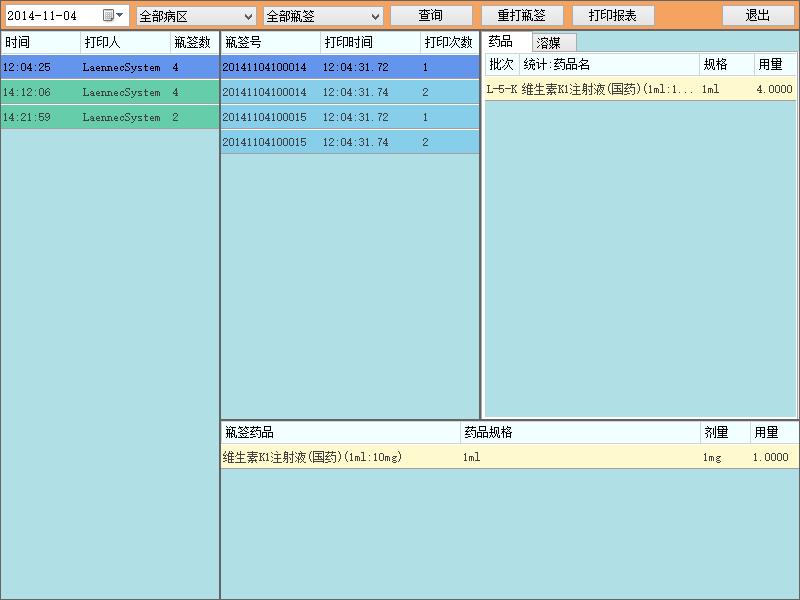 2014-11-04 全部病区 全部瓶签 查询 重打瓶签 打印报表 退出
时间 打印人 瓶签数
12:04:25 LaennecSystem 4
14:12:06 LaennecSystem 4
14:21:59 LaennecSystem 2
瓶签号 打印时间 打印次数
20141104100014 12:04:31.72 1
20141104100014 12:04:31.74 2
20141104100015 12:04:31.72 1
20141104100015 12:04:31.74 2
药品 溶媒
批次 统计:药品名 规格 用量
L-5-K 维生素K1注射液(国药)(1ml:1... 1ml 4.0000
瓶签药品 药品规格 剂量 用量
维生素K1注射液(国药)(1ml:10mg) 1ml 1mg 1.0000